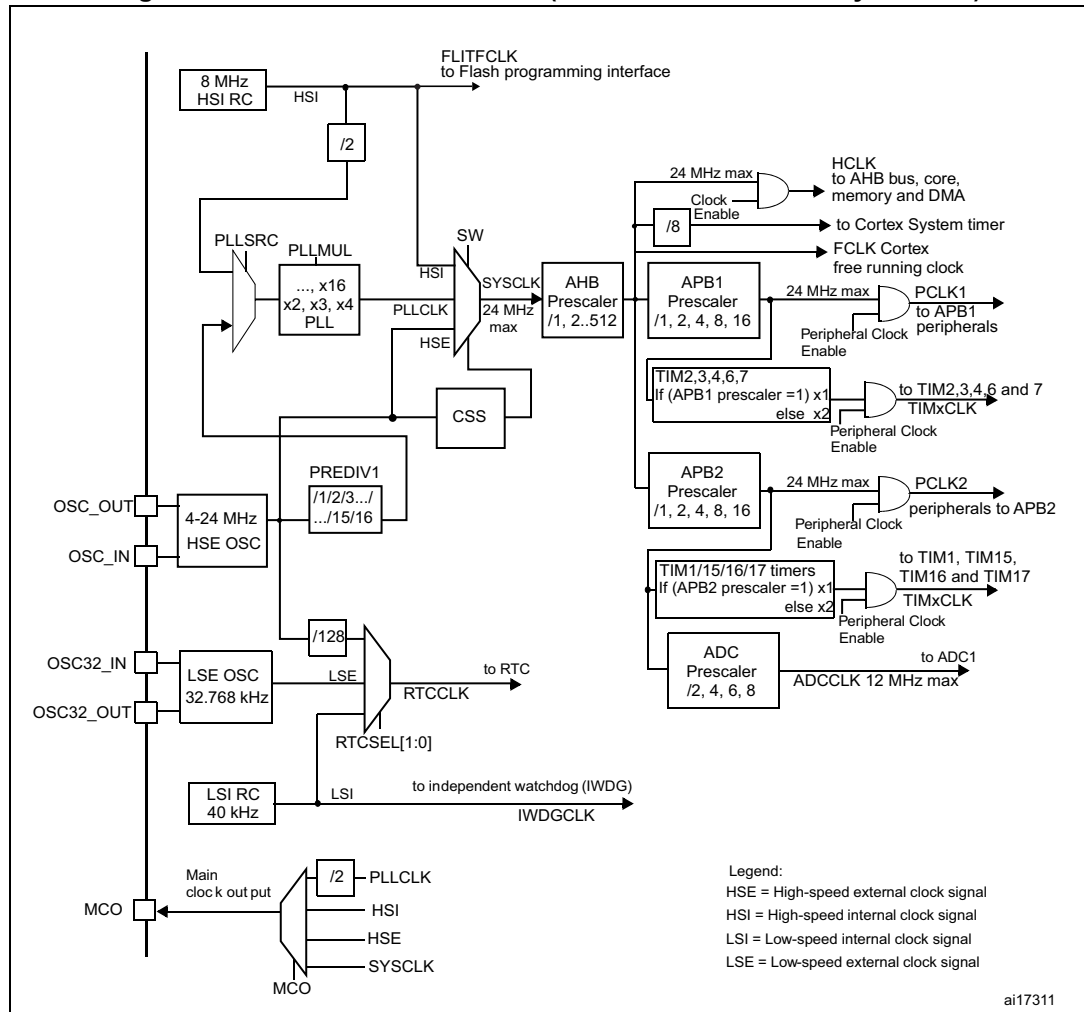 FLITFCLK
to Flash programming interface
8 MHz
HSI RC
HSI
/2
HCLK
to AHB bus, core,
memory and DMA
24 MHz max
Clock
Enable
/8
to Cortex System timer
FCLK Cortex
free running clock
PLLSRC
PLLMUL
..., x16
x2, x3, x4
PLL
SW
HSI
PLLCLK
HSE
SYSCLK
24 MHz
max
AHB
Prescaler
/1, 2..512
APB1
Prescaler
/1, 2, 4, 8, 16
24 MHz max
PCLK1
to APB1
peripherals
Peripheral Clock
Enable
TIM2,3,4,6,7
If (APB1 prescaler =1) x1
else x2
to TIM2,3,4,6 and 7
TIMxCLK
Peripheral Clock
Enable
CSS
PREDIV1
/1/2/3.../
.../15/16
OSC_OUT
OSC_IN
4-24 MHz
HSE OSC
APB2
Prescaler
/1, 2, 4, 8, 16
24 MHz max
PCLK2
peripherals to APB2
Peripheral Clock
Enable
TIM1/15/16/17 timers
If (APB2 prescaler =1) x1
else x2
to TIM1, TIM15,
TIM16 and TIM17
TIMxCLK
Peripheral Clock
Enable
/128
OSC32_IN
OSC32_OUT
LSE OSC
32.768 kHz
LSE
to RTC
RTCCLK
RTCSEL[1:0]
ADC
Prescaler
/2, 4, 6, 8
to ADC1
ADCCLK 12 MHz max
LSI RC
40 kHz
LSI
to independent watchdog (IWDG)
IWDGCLK
MCO
Main
clock output
/2
PLLCLK
HSI
HSE
SYSCLK
MCO
Legend:
HSE = High-speed external clock signal
HSI = High-speed internal clock signal
LSI = Low-speed internal clock signal
LSE = Low-speed external clock signal
ai17311